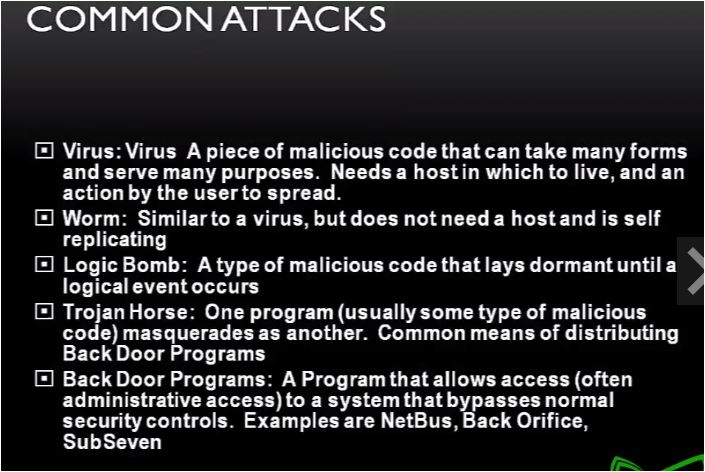 COMMON ATTACKS
Virus: Virus A piece of malicious code that can take many forms
and serve many purposes. Needs a host in which to live, and an
action by the user to spread.
Worm: Similar to a virus, but does not need a host and is self
replicating
Logic Bomb: A type of malicious code that lays dormant until a
logical event occurs
Trojan Horse: One program (usually some type of malicious
code) masquerades as another. Common means of distributing
Back Door Programs
Back Door Programs: A Program that allows access (often
administrative access) to a system that bypasses normal
security controls. Examples are NetBus, Back Orifice,
SubSeven